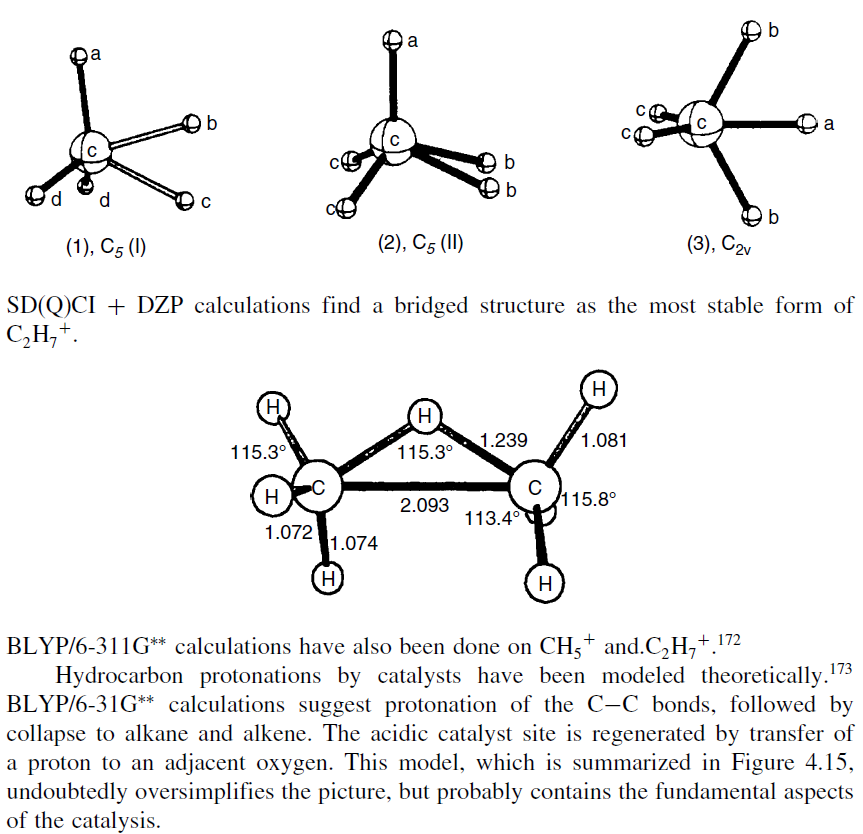 a
b
c
c
d
d
(1), C5 (I)
a
c
c
b
b
c
(2), C5 (II)
b
c
c
c
a
b
(3), C2v
SD(Q)CI + DZP calculations find a bridged structure as the most stable form of
C2H7+.
H
H
H
115.3°
115.3°
1.239
1.081
H
C
C
2.093
115.8°
113.4°
1.072
1.074
H
H
BLYP/6-311G** calculations have also been done on CH5+ and.C2H7+.172
Hydrocarbon protonations by catalysts have been modeled theoretically.173
BLYP/6-31G** calculations suggest protonation of the C−C bonds, followed by
collapse to alkane and alkene. The acidic catalyst site is regenerated by transfer of
a proton to an adjacent oxygen. This model, which is summarized in Figure 4.15,
undoubtedly oversimplifies the picture, but probably contains the fundamental aspects
of the catalysis.